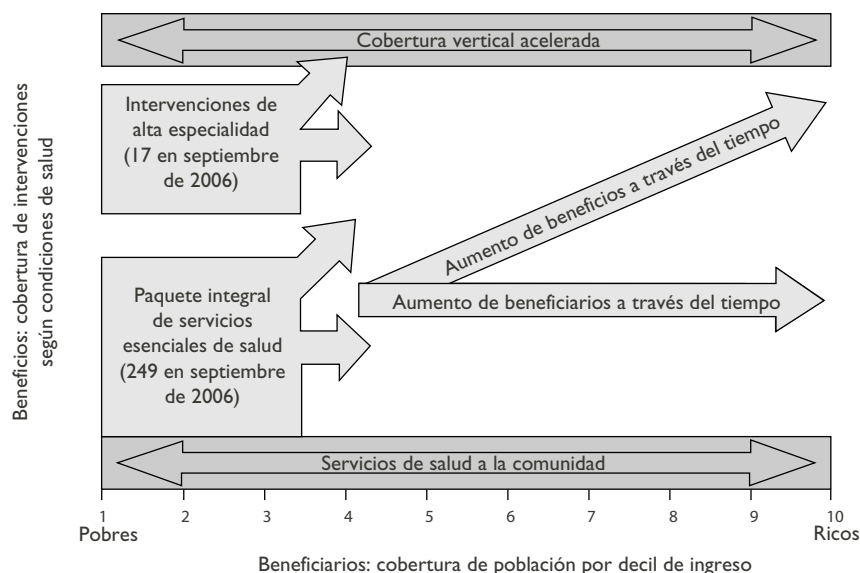 Cobertura vertical acelerada
Intervenciones de
alta especialidad
(17 en septiembre
de 2006)
Aumento de beneficios a través del tiempo
Paquete integral
de servicios
esenciales de salud
(249 en septiembre
de 2006)
Aumento de beneficiarios a través del tiempo
Servicios de salud a la comunidad
Beneficios: cobertura de intervenciones
según condiciones de salud
1 2 3 4 5 6 7 8 9 10
Pobres Ricos
Beneficiarios: cobertura de población por decil de ingreso